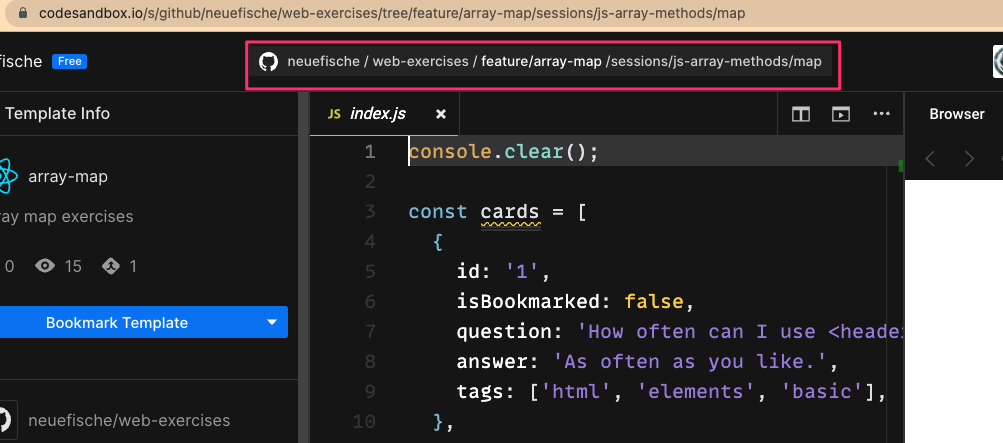 codesandbox.io/s/github/neuefische/web-exercises/tree/feature/array-map/sessions/js-array-methods/map
fische Free
neuefische / web-exercises / feature/array-map /sessions/js-array-methods/map
Template Info
JS index.js ×
Browser
array-map
ray map exercises
0 15 1
Bookmark Template
neuefische/web-exercises
1 console.clear();
2
3 const cards = [
4 {
5 id: '1',
6 isBookmarked: false,
7 question: 'How often can I use <header
8 answer: 'As often as you like.',
9 tags: ['html', 'elements', 'basic'],
10 },